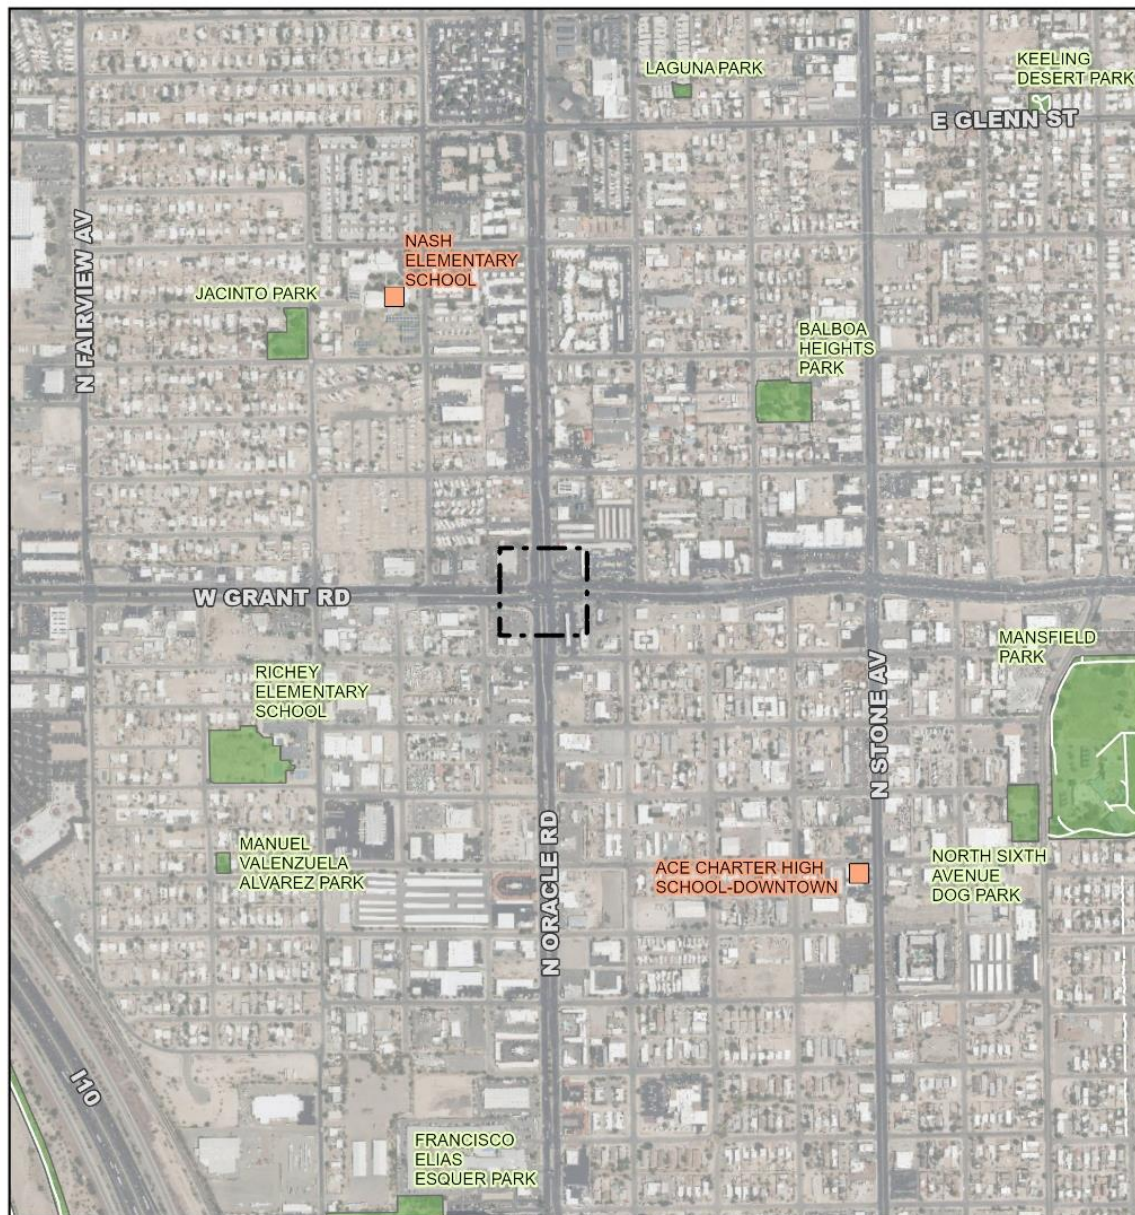 LAGUNA PARK
KEELING
DESERT PARK
E GLENN ST
N FAIRVIEW AV
NASH
ELEMENTARY
SCHOOL
JACINTO PARK
BALBOA
HEIGHTS
PARK
W GRANT RD
MANSFIELD
PARK
RICHEY
ELEMENTARY
SCHOOL
N STONE AV
MANUEL
VALENZUELA
ALVAREZ PARK
N ORACLE RD
ACE CHARTER HIGH
SCHOOL-DOWNTOWN
NORTH SIXTH
AVENUE
DOG PARK
I10
FRANCISCO
ELIAS
ESQUER PARK